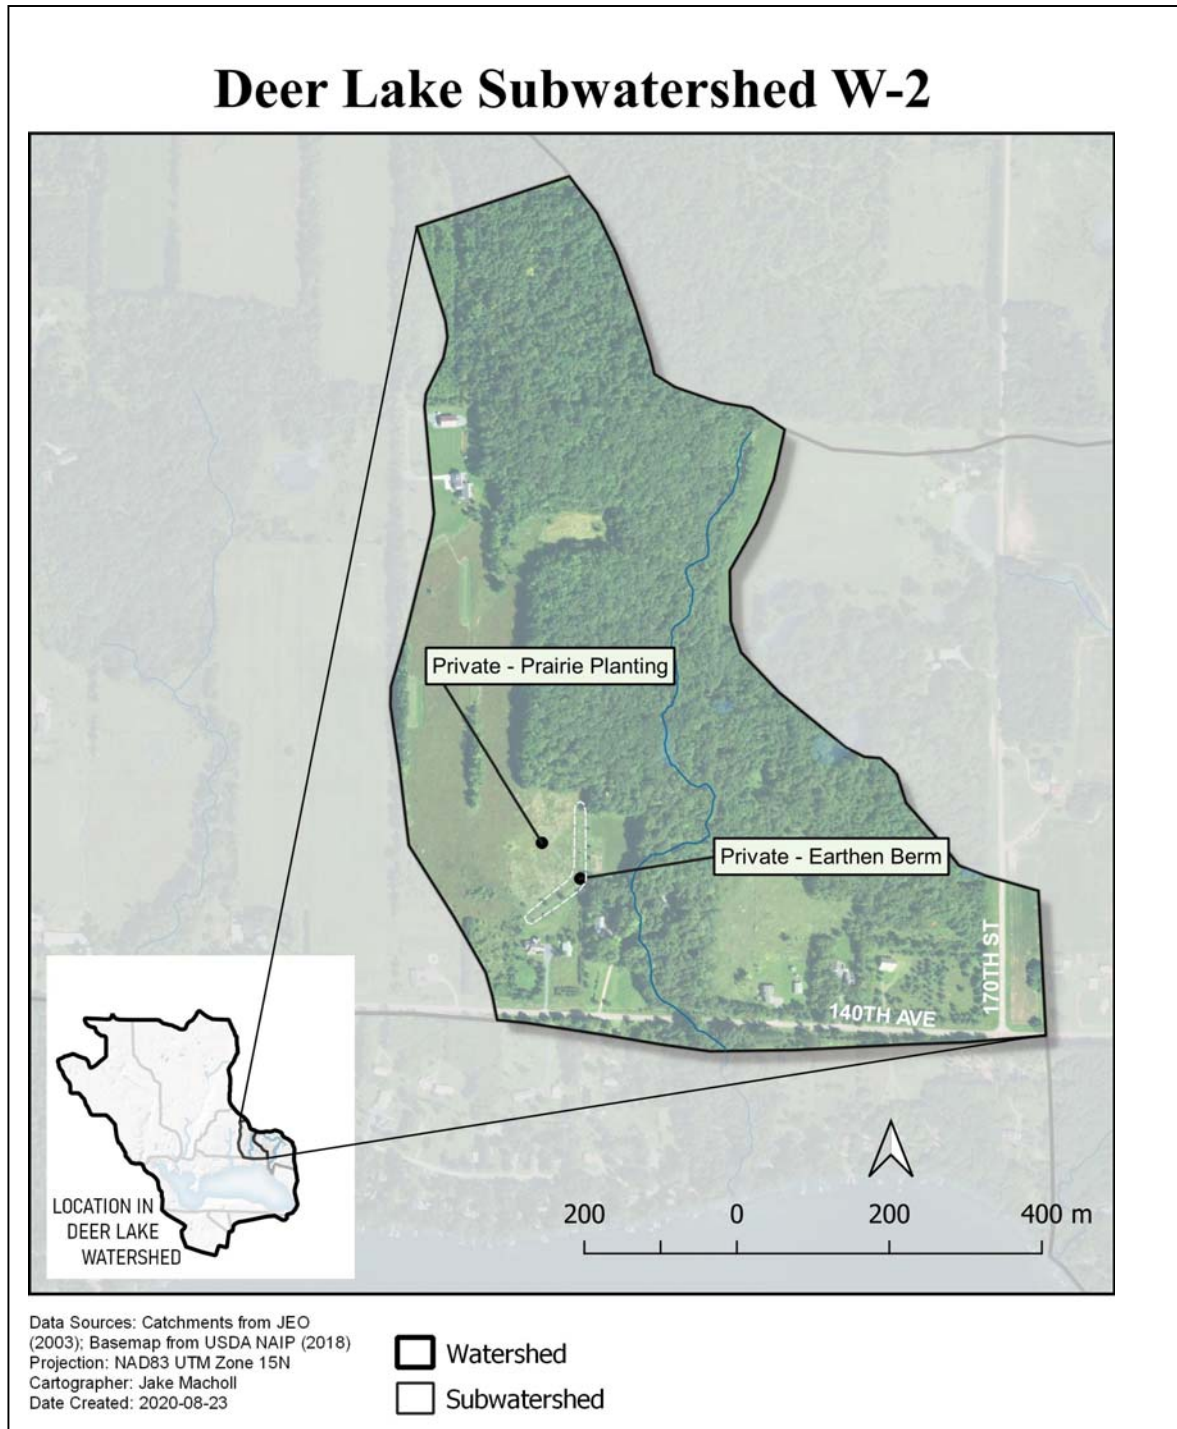 Deer Lake Subwatershed W-2
Private - Prairie Planting
Private - Earthen Berm
170TH ST
140TH AVE
LOCATION IN
DEER LAKE
WATERSHED
200 0 200 400 m
Data Sources: Catchments from JEO
(2003); Basemap from USDA NAIP (2018)
Projection: NAD83 UTM Zone 15N
Cartographer: Jake Macholl
Date Created: 2020-08-23
Watershed
Subwatershed